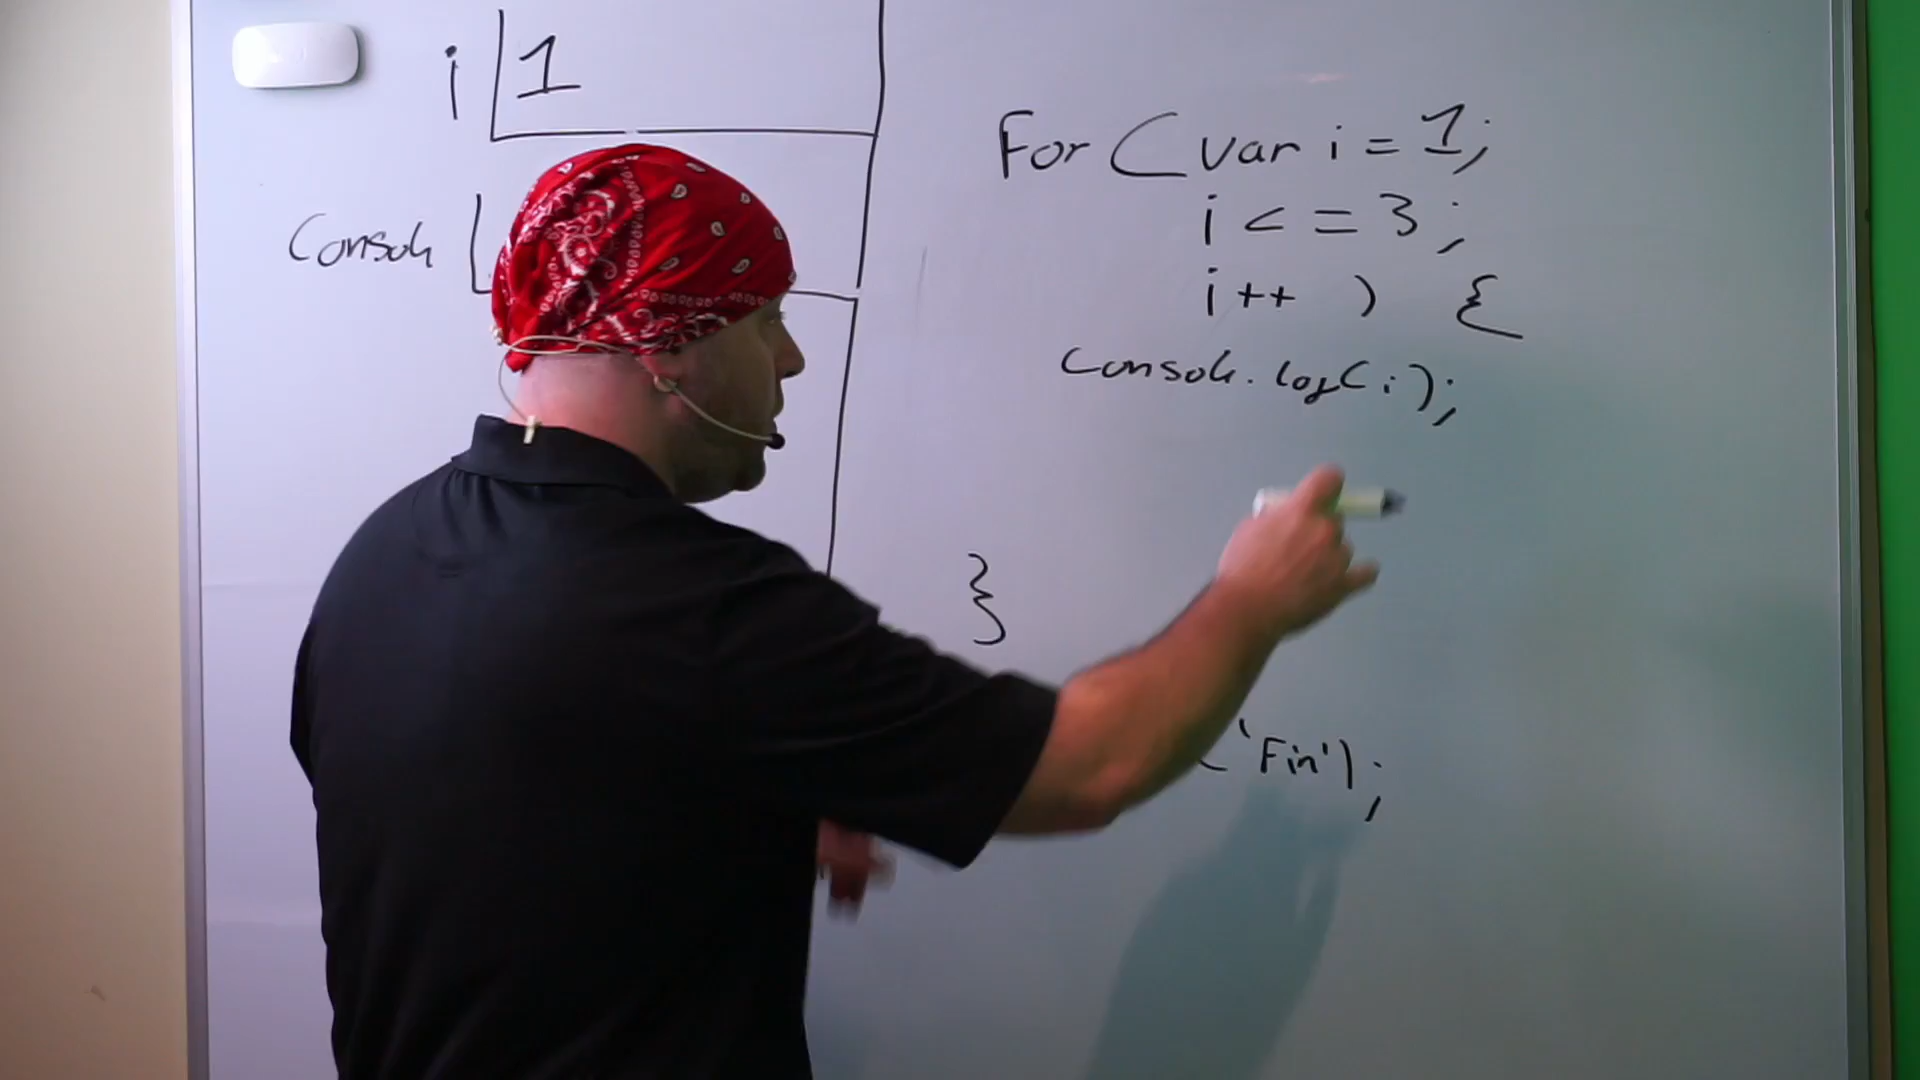 i 1
Console
For ( var i = 1;
i < = 3;
i ++ ) {
Console.log(i);
}
('Fin');